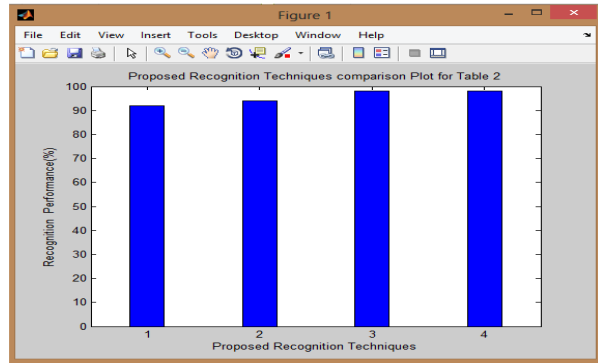 Figure 1
File Edit View Insert Tools Desktop Window Help
Proposed Recognition Techniques comparison Plot for Table 2
100
90
80
70
60
50
40
30
20
10
0
Recognition Performance(%)
1 2 3 4
Proposed Recognition Techniques